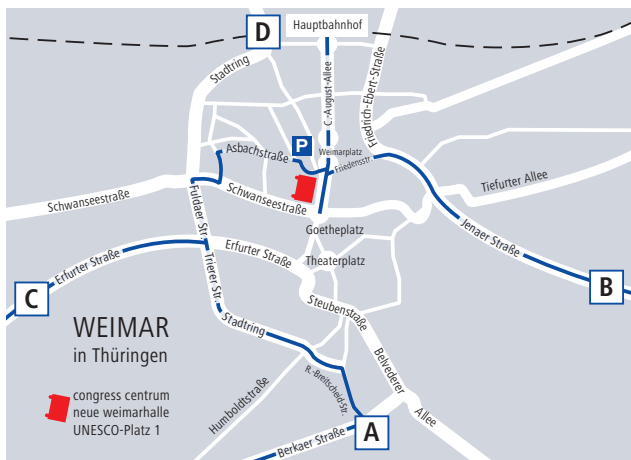 D
Hauptbahnhof
Stadtring
C.-August-Allee
Friedrich-Ebert-Straße
P
Asbachstraße
Weimarplatz
Friedensstr.
Tiefurter Allee
Schwanseestraße
Schwanseestraße
Fuldaer Str.
Goetheplatz
Jenaer Straße
Erfurter Straße
Erfurter Straße
Trierer Str.
Theaterplatz
C
B
Steubenstraße
WEIMAR
in Thüringen
Stadtring
Belvederer
Allee
R.-Breitscheid-Str.
Humboldtstraße
congress centrum
neue weimarhalle
UNESCO-Platz 1
A
Berkaer Straße